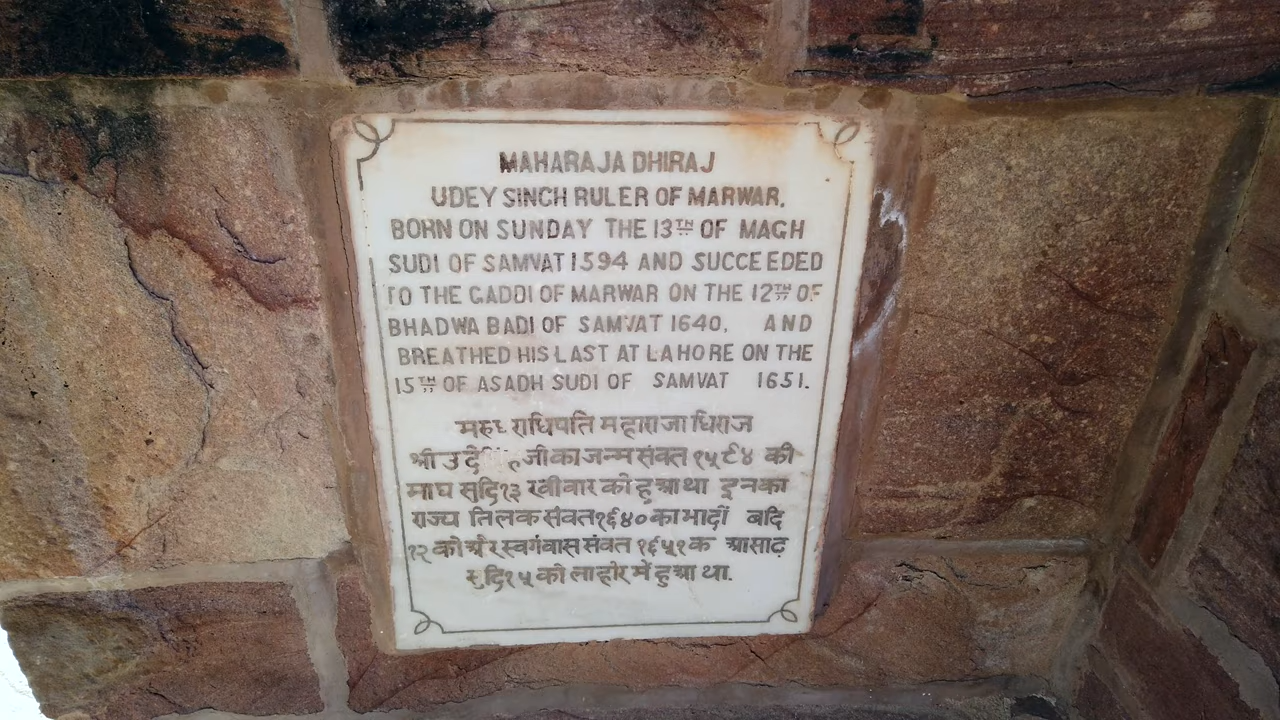 MAHARAJA DHIRAJ
UDEY SINGH RULER OF MARWAR.
BORN ON SUNDAY THE 13TH OF MAGH
SUDI OF SAMVAT 1594 AND SUCCEEDED
TO THE GADDI OF MARWAR ON THE 12TH OF
BHADWA BADI OF SAMVAT 1640, AND
BREATHED HIS LAST AT LAHORE ON THE
15TH OF ASADH SUDI OF SAMVAT 1651.
मरुधराधिपति महाराजा धिराज
श्री जी का जन्म संवत १५९४ की
माघ सुदि १३ रवीवार को हुआ था इनका
राज्य तिलक संवत १६४० का भादों बदि
१२ को और स्वर्गवास संवत १६५१ क आसाढ़
सुदि १५ को लाहौर में हुआ था.